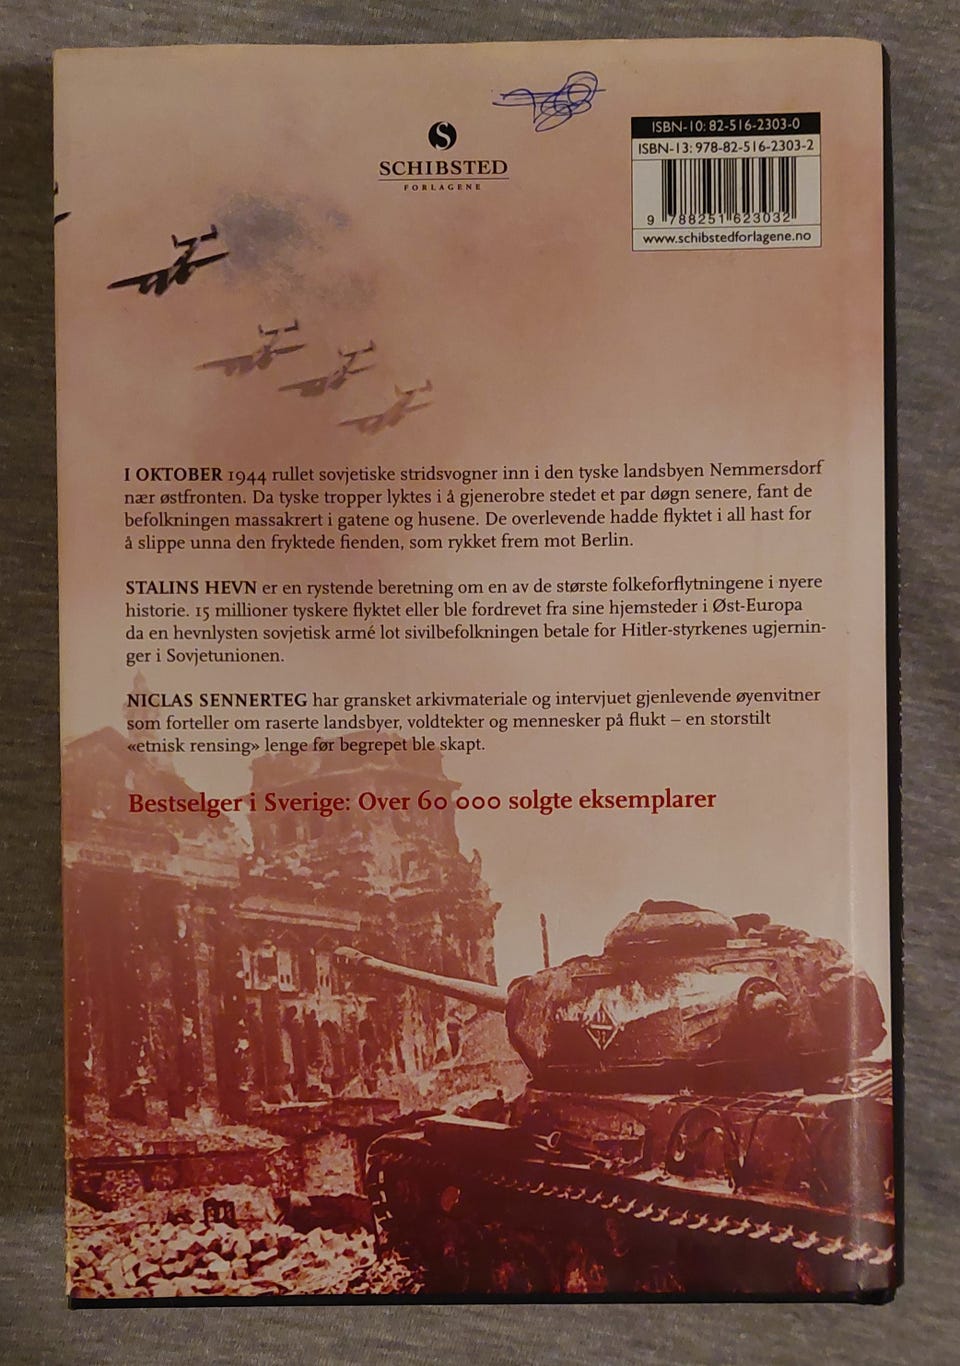 SCHIBSTED
FORLAGENE
ISBN-10: 82-516-2303-0
ISBN-13: 978-82-516-2303-2
9 788251 623032
www.schibstedforlagene.no
I OKTOBER 1944 rullet sovjetiske stridsvogner inn i den tyske landsbyen Nemmersdorf
nær østfronten. Da tyske tropper lyktes i å gjenerobre stedet et par døgn senere, fant de
befolkningen massakrert i gatene og husene. De overlevende hadde flyktet i all hast for
å slippe unna den fryktede fienden, som rykket frem mot Berlin.
STALINS HEVN er en rystende beretning om en av de største folkeforflytningene i nyere
historie. 15 millioner tyskere flyktet eller ble fordrevet fra sine hjemsteder i Øst-Europa
da en hevnlysten sovjetisk armé lot sivilbefolkningen betale for Hitler-styrkenes ugjernin-
ger i Sovjetunionen.
NICLAS SENNERTEG har gransket arkivmateriale og intervjuet gjenlevende øyenvitner
som forteller om raserte landsbyer, voldtekter og mennesker på flukt – en storstilt
«etnisk rensing» lenge før begrepet ble skapt.
Bestselger i Sverige: Over 60 000 solgte eksemplarer